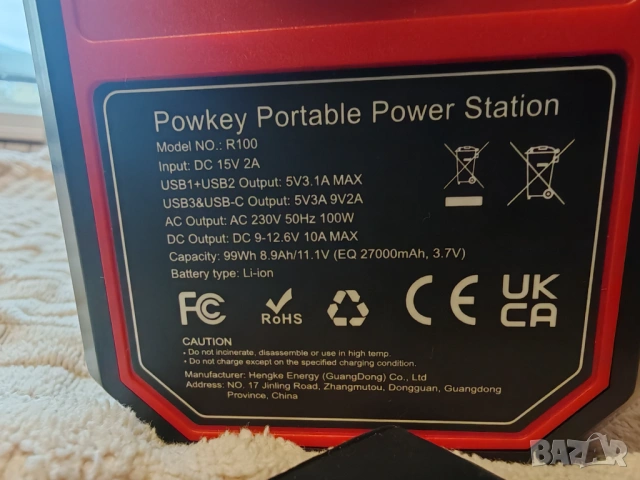 Powkey Portable Power Station
Model NO.: R100
Input: DC 15V 2A
USB1+USB2 Output: 5V3.1A MAX
USB3&USB-C Output: 5V3A 9V2A
AC Output: AC 230V 50Hz 100W
DC Output: DC 9-12.6V 10A MAX
Capacity: 99Wh 8.9Ah/11.1V (EQ 27000mAh, 3.7V)
Battery type: Li-ion
FC RoHS CE UK CA
CAUTION
• Do not incinerate, disassemble or use in high temp.
• Do not charge except on the specified charging condition.
Manufacturer: Hengke Energy (GuangDong) Co., Ltd
Address: NO. 17 Jinling Road, Zhangmutou, Dongguan, Guangdong
Province, China
BAZAR